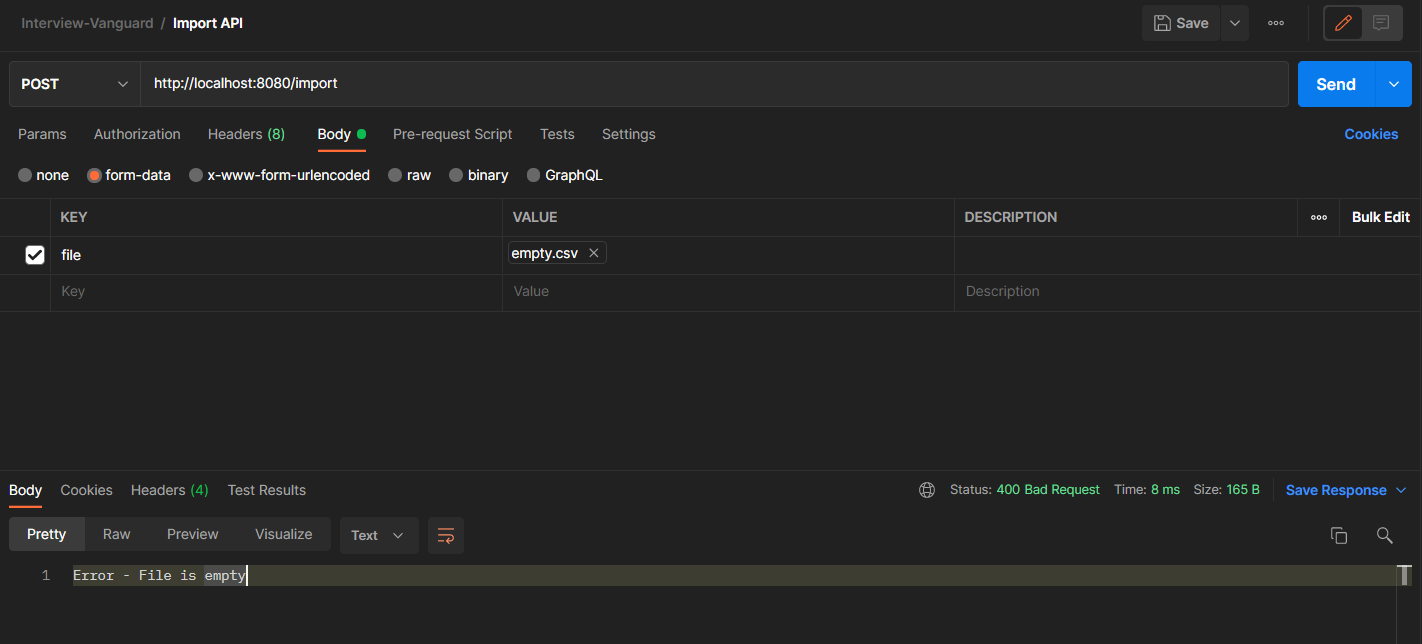 Interview-Vanguard / Import API
Save
POST http://localhost:8080/import Send
Params Authorization Headers (8) Body Pre-request Script Tests Settings Cookies
none form-data x-www-form-urlencoded raw binary GraphQL
KEY VALUE DESCRIPTION Bulk Edit
file empty.csv
Key Value Description
Body Cookies Headers (4) Test Results Status: 400 Bad Request Time: 8 ms Size: 165 B Save Response
Pretty Raw Preview Visualize Text
1 Error - File is empty